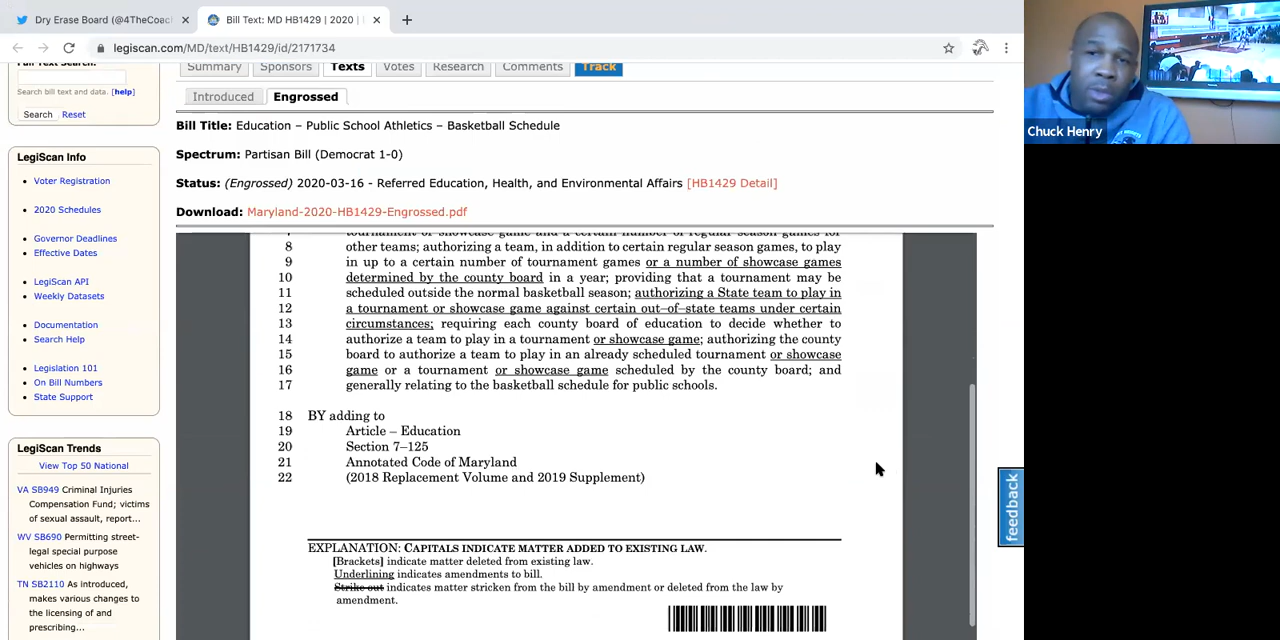 Dry Erase Board (@4TheCoac
Bill Text: MD HB1429 | 2020 |
legiscan.com/MD/text/HB1429/id/2171734
Full Text Search:
Search bill text and data. [help]
Search Reset
LegiScan Info
Voter Registration
2020 Schedules
Governor Deadlines
Effective Dates
LegiScan API
Weekly Datasets
Documentation
Search Help
Legislation 101
Bill Numbers
State Support
LegiScan Trends
View Top 50 National
VA SB949 Criminal Injuries
Compensation Fund; victims
of sexual assault, report...
WV SB690 Permitting street-
legal special purpose
vehicles on highways
TN SB2110 As introduced,
makes various changes to
the licensing of and
prescribing...
Summary Sponsors Texts Votes Research Comments Track
Introduced Engrossed
Bill Title: Education – Public School Athletics – Basketball Schedule
Spectrum: Partisan Bill (Democrat 1-0)
Status: (Engrossed) 2020-03-16 - Referred Education, Health, and Environmental Affairs [HB1429 Detail]
Download: Maryland-2020-HB1429-Engrossed.pdf
tournament or showcase game and a certain number of regular season games for
8 other teams; authorizing a team, in addition to certain regular season games, to play
9 in up to a certain number of tournament games or a number of showcase games
10 determined by the county board in a year; providing that a tournament may be
11 scheduled outside the normal basketball season; authorizing a State team to play in
12 a tournament or showcase game against certain out–of–state teams under certain
13 circumstances; requiring each county board of education to decide whether to
14 authorize a team to play in a tournament or showcase game; authorizing the county
15 board to authorize a team to play in an already scheduled tournament or showcase
16 game or a tournament or showcase game scheduled by the county board; and
17 generally relating to the basketball schedule for public schools.
18 BY adding to
19 Article – Education
20 Section 7–125
21 Annotated Code of Maryland
22 (2018 Replacement Volume and 2019 Supplement)
EXPLANATION: CAPITALS INDICATE MATTER ADDED TO EXISTING LAW.
[Brackets] indicate matter deleted from existing law.
Underlining indicates amendments to bill.
Strike out indicates matter stricken from the bill by amendment or deleted from the law by
amendment.
feedback
Chuck Henry